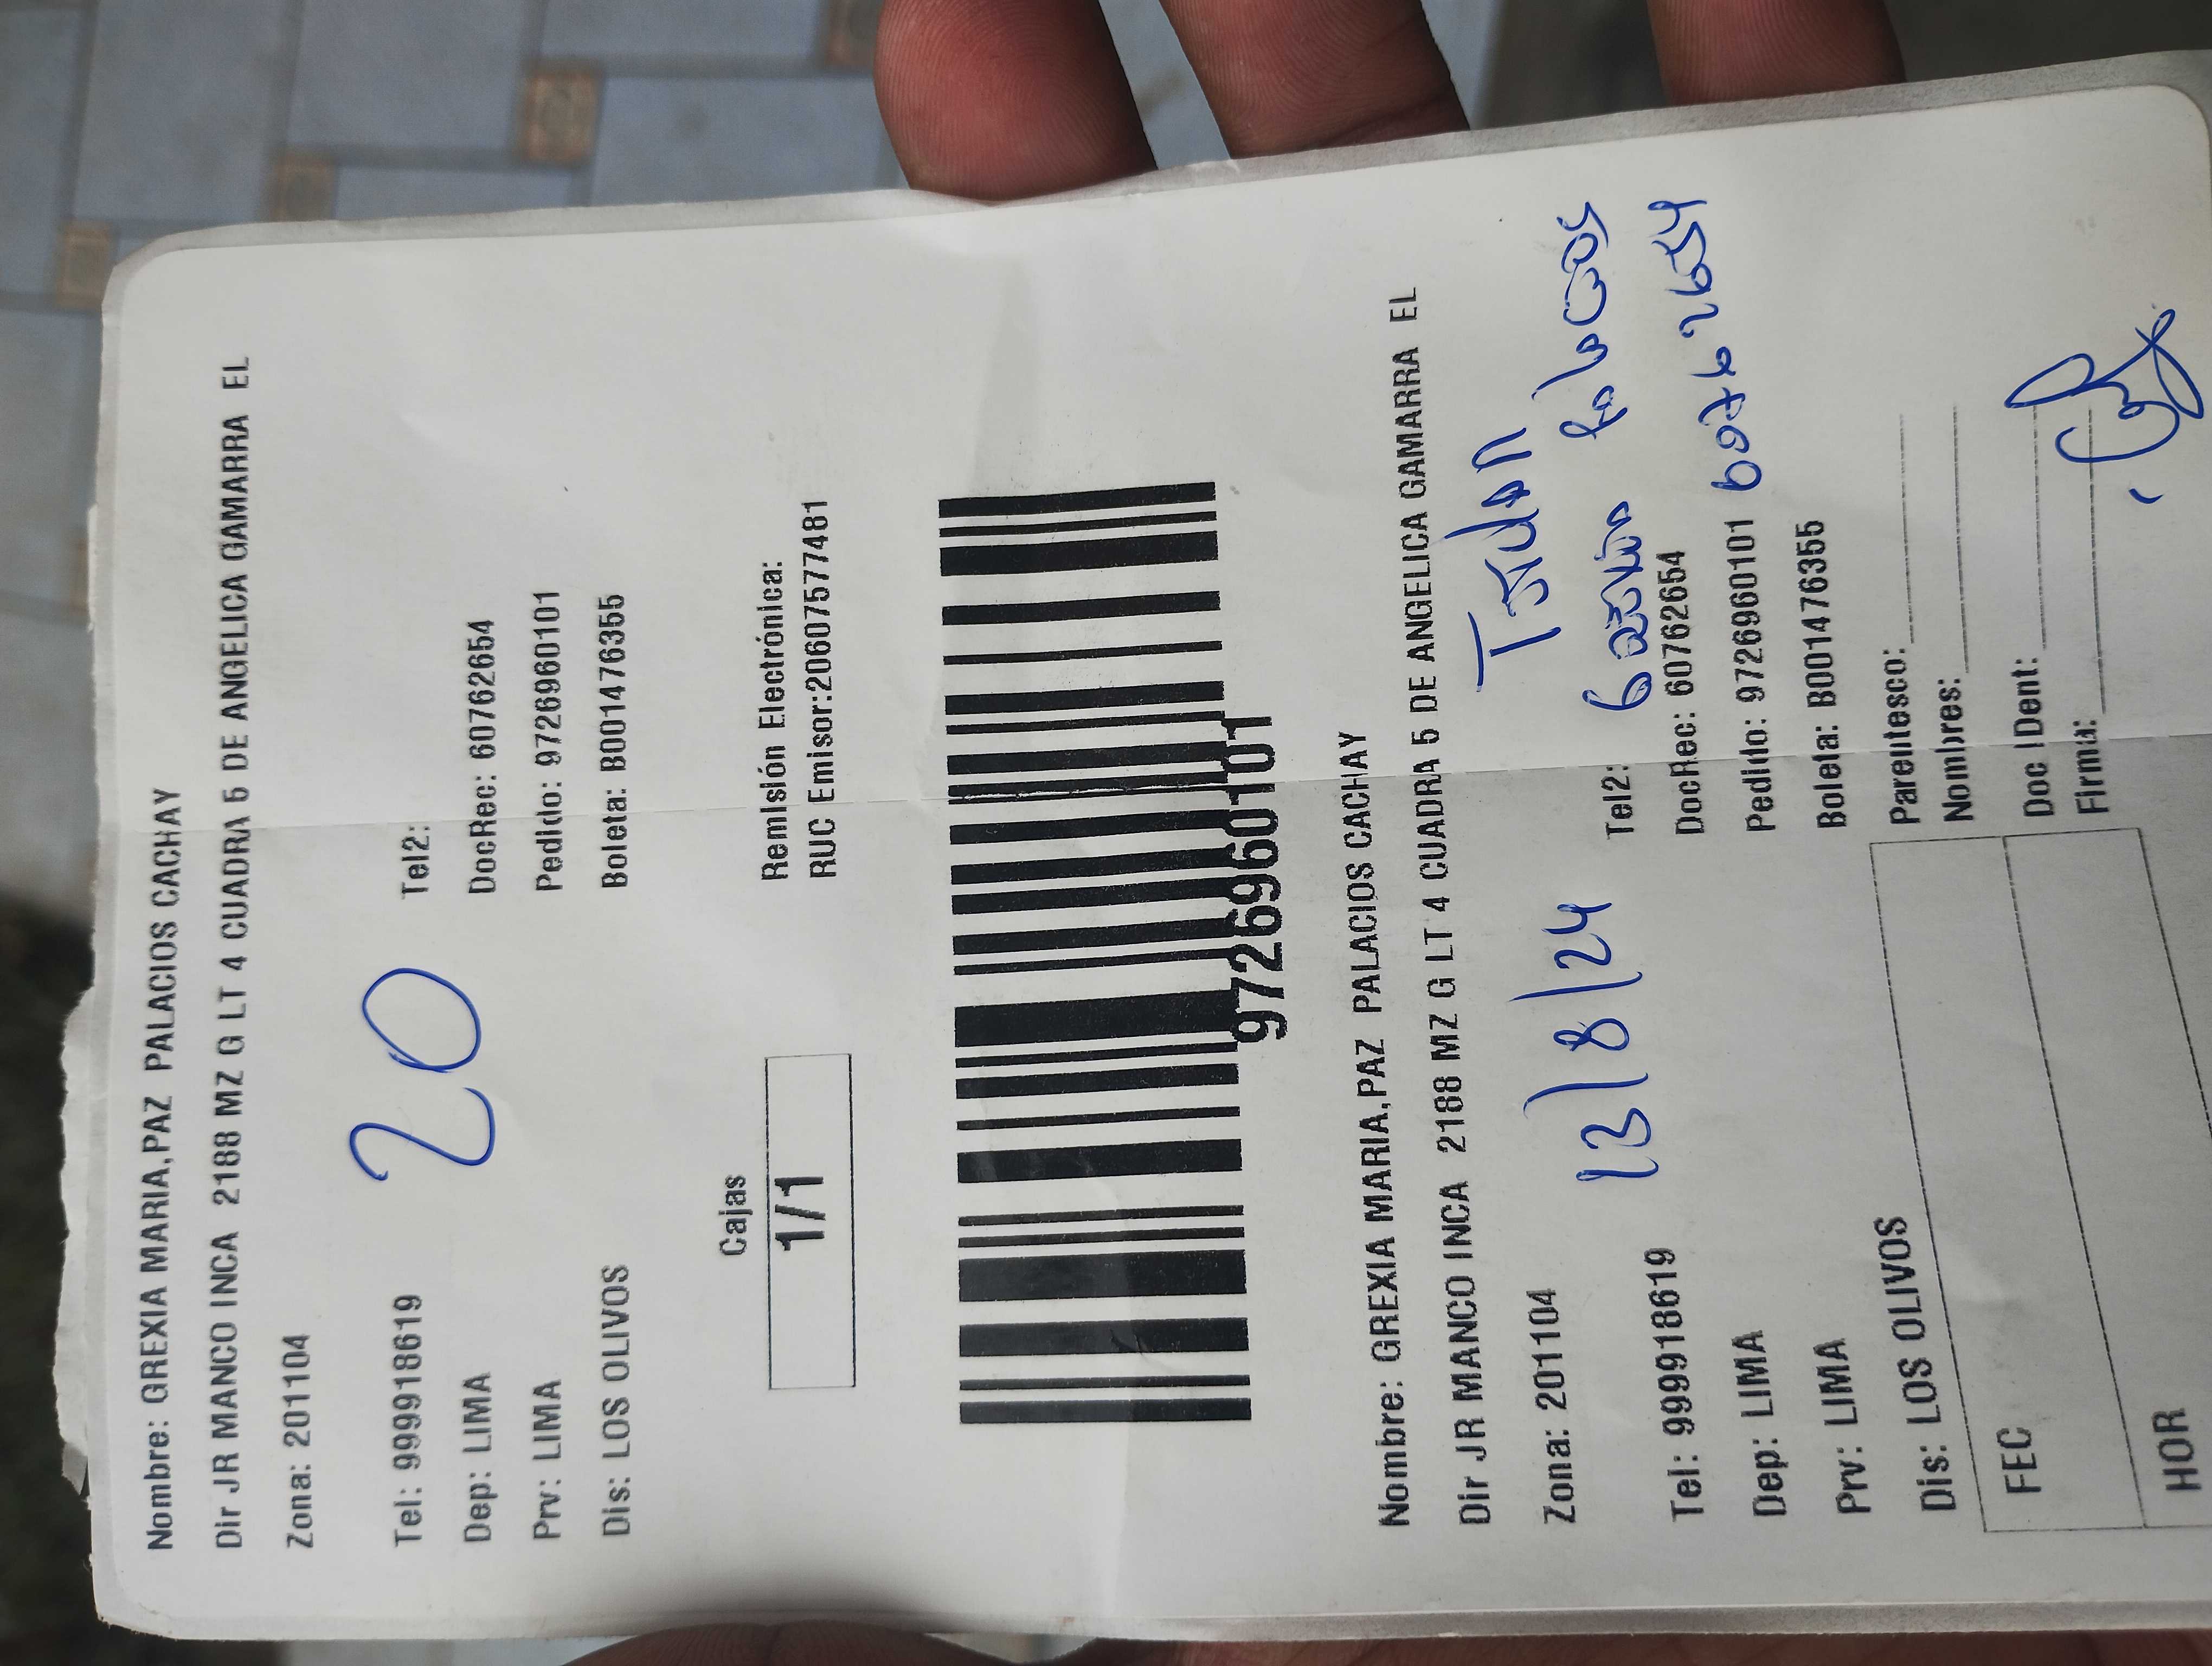 Nombre: GREXIA MARIA,PAZ PALACIOS CACHAY
Dir JR MANCO INCA 2188 MZ G LT 4 CUADRA 5 DE ANGELICA GAMARRA EL
Zona: 201104
20
Tel: 999918619 Tel2:
Dep: LIMA DocRec: 60762654
Prv: LIMA Pedido: 9726960101
Dis: LOS OLIVOS Boleta: B001476355
Cajas
1/1
Remisión Electrónica:
RUC Emisor:20607577481
9726960101
Nombre: GREXIA MARIA,PAZ PALACIOS CACHAY
Dir JR MANCO INCA 2188 MZ G LT 4 CUADRA 5 DE ANGELICA GAMARRA EL
Zona: 201104
13/8/24
Tel: 999918619 Tel2:
Dep: LIMA DocRec: 60762654
Prv: LIMA Pedido: 9726960101 60762654
Dis: LOS OLIVOS Boleta: B001476355
FEC Parentesco:
Nombres:
HOR Doc IDent:
Firma: